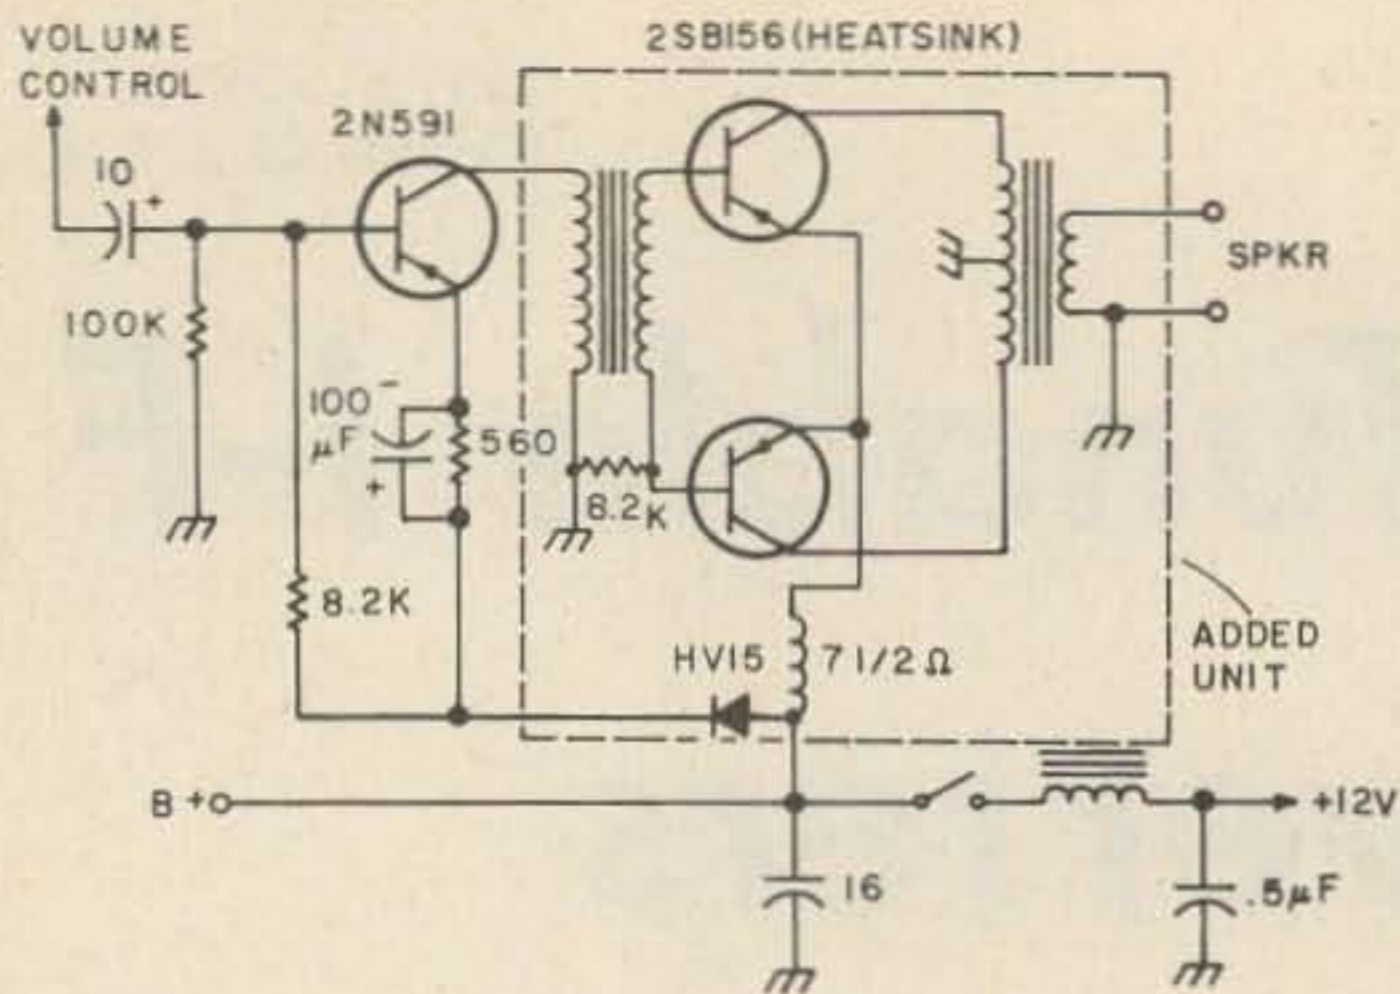 VOLUME
CONTROL
2SB156(HEATSINK)
2N591
10
+
SPKR
100K
100
-
µF
+
560
8.2K
8.2K
HV15
7 1/2 Ω
ADDED
UNIT
B +
+12V
16
.5µF